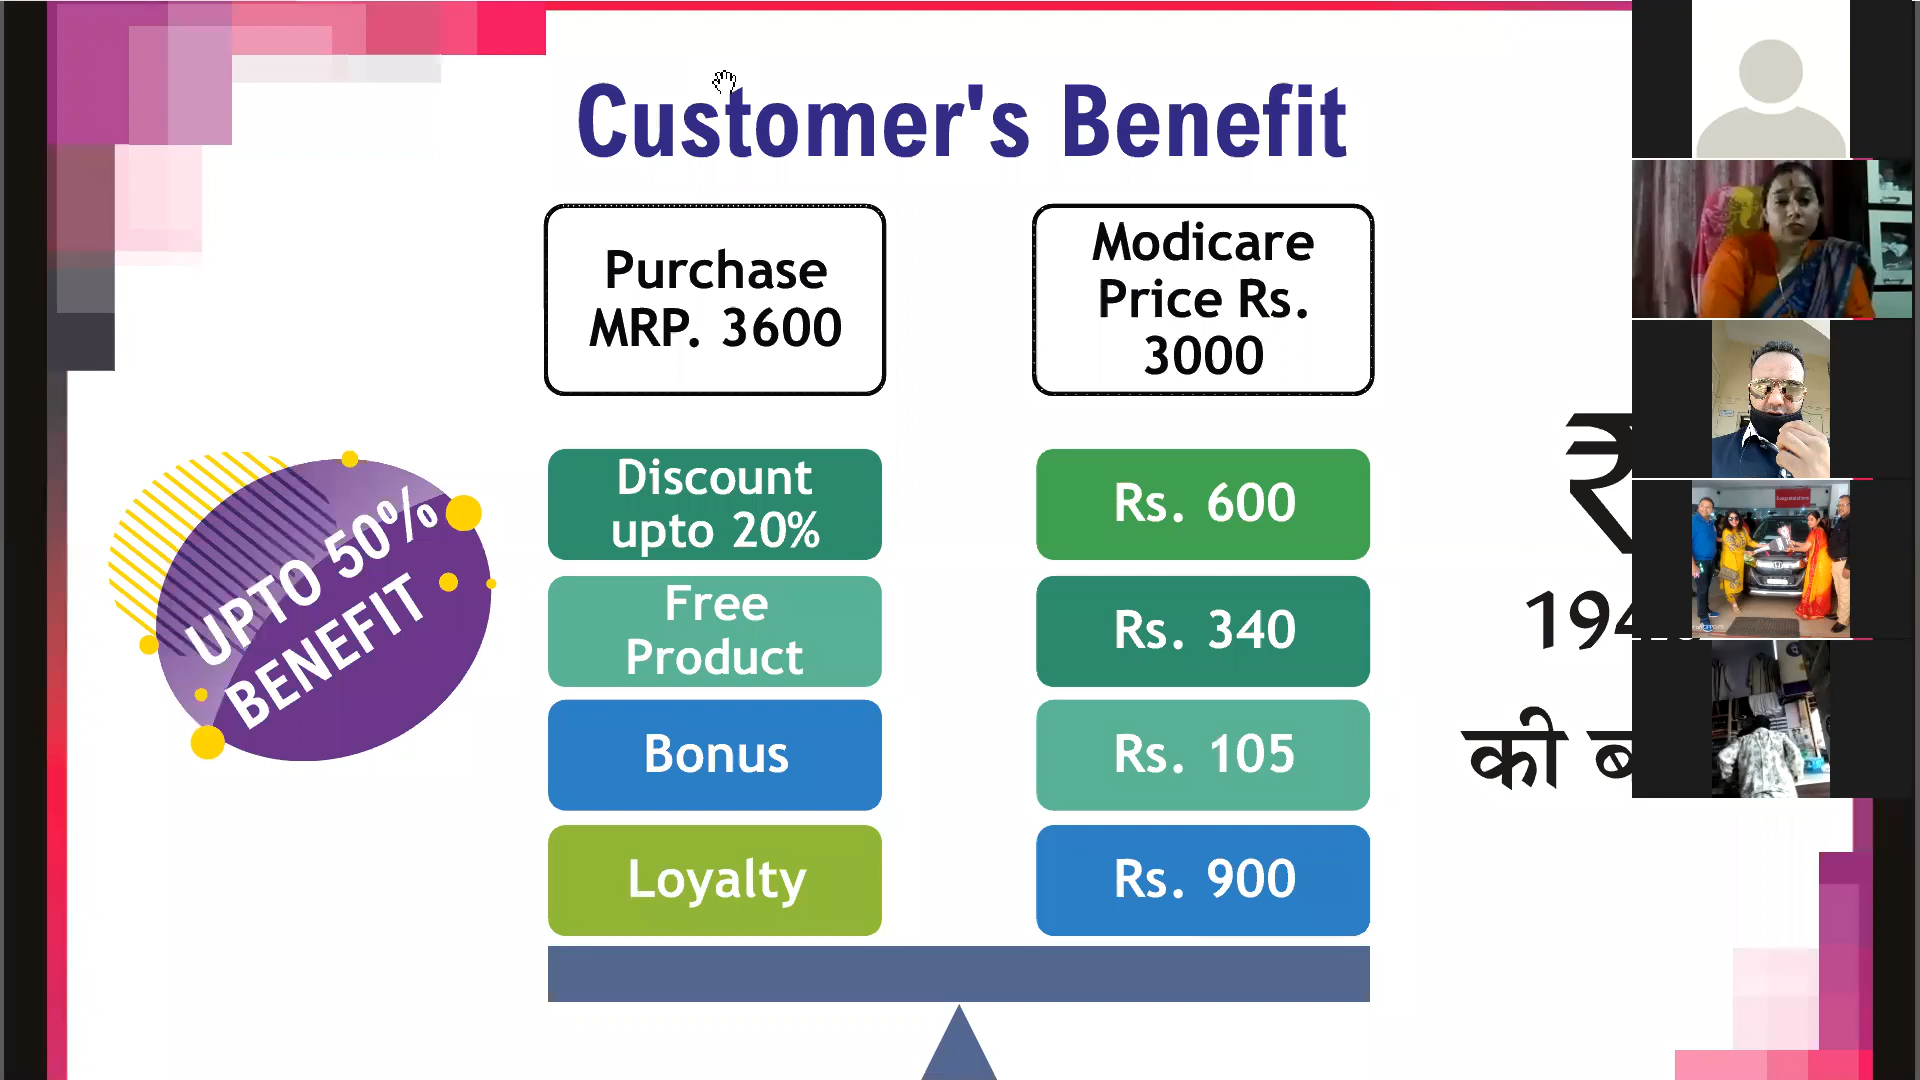 Customer's Benefit
Purchase
MRP. 3600
Modicare
Price Rs.
3000
Discount
upto 20%
Rs. 600
Free
Product
Rs. 340
Bonus
Rs. 105
Loyalty
Rs. 900
UPTO 50%
BENEFIT
₹
की
Congratulations